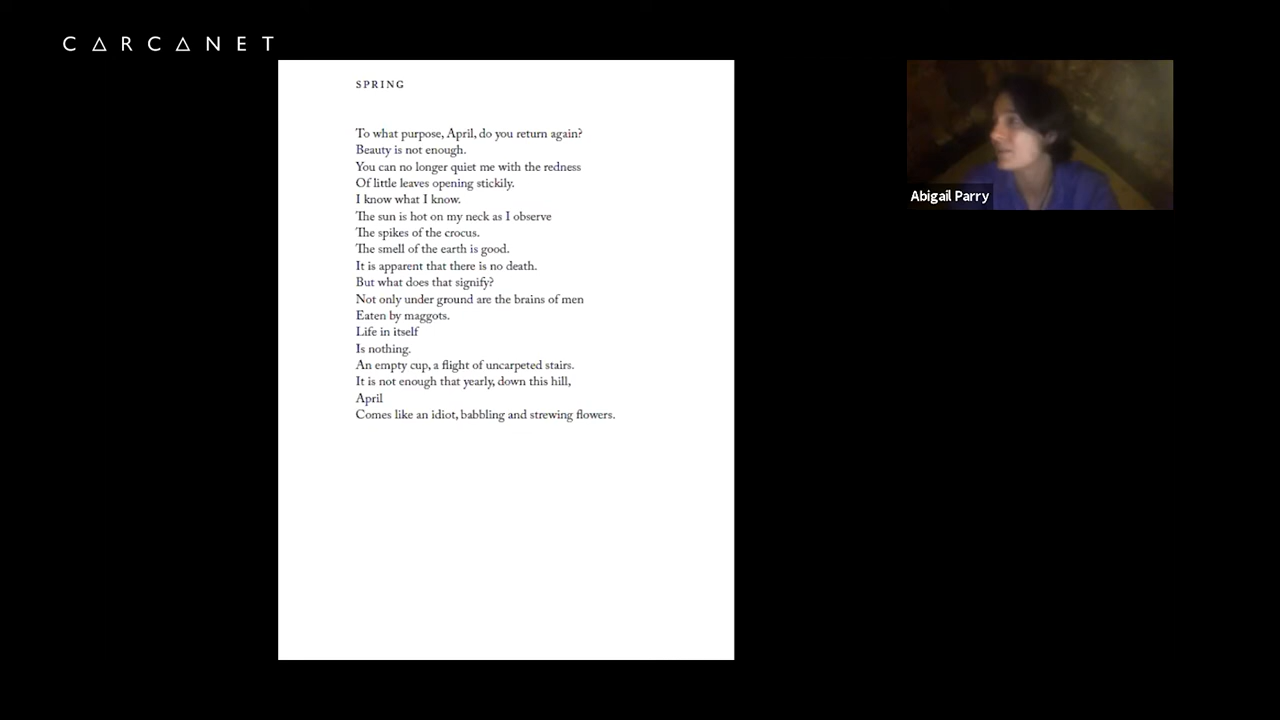 CARCANET
SPRING
To what purpose, April, do you return again?
Beauty is not enough.
You can no longer quiet me with the redness
Of little leaves opening stickily.
I know what I know.
The sun is hot on my neck as I observe
The spikes of the crocus.
The smell of the earth is good.
It is apparent that there is no death.
But what does that signify?
Not only under ground are the brains of men
Eaten by maggots.
Life in itself
Is nothing.
An empty cup, a flight of uncarpeted stairs.
It is not enough that yearly, down this hill,
April
Comes like an idiot, babbling and strewing flowers.
Abigail Parry